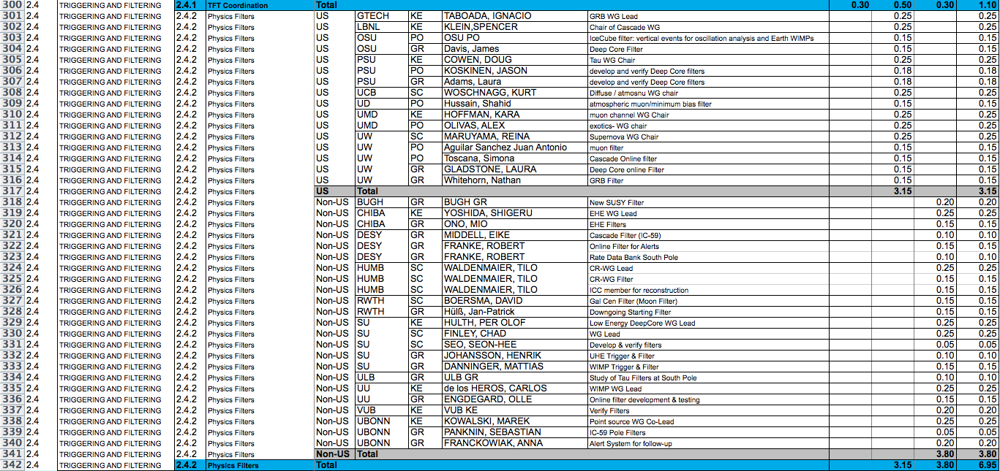 300 2.4 TRIGGERING AND FILTERING 2.4.1 TFT Coordination Total 0.30 0.50 0.30 1.10
301 2.4 TRIGGERING AND FILTERING 2.4.2 Physics Filters US GTECH KE TABOADA, IGNACIO GRB WG Lead 0.25 0.25
302 2.4 TRIGGERING AND FILTERING 2.4.2 Physics Filters US LBNL KE KLEIN,SPENCER Chair of Cascade WG 0.25 0.25
303 2.4 TRIGGERING AND FILTERING 2.4.2 Physics Filters US OSU PO OSU PO IceCube filter: vertical events for oscillation analysis and Earth WIMPs 0.15 0.15
304 2.4 TRIGGERING AND FILTERING 2.4.2 Physics Filters US OSU GR Davis, James Deep Core Filter 0.15 0.15
305 2.4 TRIGGERING AND FILTERING 2.4.2 Physics Filters US PSU KE COWEN, DOUG Tau WG Chair 0.25 0.25
306 2.4 TRIGGERING AND FILTERING 2.4.2 Physics Filters US PSU PO KOSKINEN, JASON develop and verify Deep Core filters 0.18 0.18
307 2.4 TRIGGERING AND FILTERING 2.4.2 Physics Filters US PSU GR Adams, Laura develop and verify Deep Core filters 0.18 0.18
308 2.4 TRIGGERING AND FILTERING 2.4.2 Physics Filters US UCB SC WOSCHNAGG, KURT Diffuse / atmosnu WG chair 0.25 0.25
309 2.4 TRIGGERING AND FILTERING 2.4.2 Physics Filters US UD PO Hussain, Shahid atmospheric muon/minimum bias filter 0.15 0.15
310 2.4 TRIGGERING AND FILTERING 2.4.2 Physics Filters US UMD KE HOFFMAN, KARA muon channel WG Chair 0.25 0.25
311 2.4 TRIGGERING AND FILTERING 2.4.2 Physics Filters US UMD PO OLIVAS, ALEX exotics- WG chair 0.25 0.25
312 2.4 TRIGGERING AND FILTERING 2.4.2 Physics Filters US UW SC MARUYAMA, REINA Supernova WG Chair 0.25 0.25
313 2.4 TRIGGERING AND FILTERING 2.4.2 Physics Filters US UW PO Aguilar Sanchez Juan Antonio muon filter 0.15 0.15
314 2.4 TRIGGERING AND FILTERING 2.4.2 Physics Filters US UW PO Toscana, Simona Cascade Online filter 0.15 0.15
315 2.4 TRIGGERING AND FILTERING 2.4.2 Physics Filters US UW GR GLADSTONE, LAURA Deep Core online Filter 0.15 0.15
316 2.4 TRIGGERING AND FILTERING 2.4.2 Physics Filters US UW GR Whitehorn, Nathan GRB Filter 0.15 0.15
317 2.4 TRIGGERING AND FILTERING 2.4.2 Physics Filters US Total 3.15 3.15
318 2.4 TRIGGERING AND FILTERING 2.4.2 Physics Filters Non-US BUGH GR BUGH GR New SUSY Filter 0.20 0.20
319 2.4 TRIGGERING AND FILTERING 2.4.2 Physics Filters Non-US CHIBA KE YOSHIDA, SHIGERU EHE WG Lead 0.25 0.25
320 2.4 TRIGGERING AND FILTERING 2.4.2 Physics Filters Non-US CHIBA GR ONO, MIO EHE Filters 0.15 0.15
321 2.4 TRIGGERING AND FILTERING 2.4.2 Physics Filters Non-US DESY GR MIDDELL, EIKE Cascade Filter (IC-59) 0.10 0.10
322 2.4 TRIGGERING AND FILTERING 2.4.2 Physics Filters Non-US DESY GR FRANKE, ROBERT Online Filter for Alerts 0.15 0.15
323 2.4 TRIGGERING AND FILTERING 2.4.2 Physics Filters Non-US DESY GR FRANKE, ROBERT Rate Data Bank South Pole 0.10 0.10
324 2.4 TRIGGERING AND FILTERING 2.4.2 Physics Filters Non-US HUMB SC WALDENMAIER, TILO CR-WG Lead 0.25 0.25
325 2.4 TRIGGERING AND FILTERING 2.4.2 Physics Filters Non-US HUMB SC WALDENMAIER, TILO CR-WG Filter 0.15 0.15
326 2.4 TRIGGERING AND FILTERING 2.4.2 Physics Filters Non-US HUMB SC WALDENMAIER, TILO ICC member for reconstruction 0.15 0.15
327 2.4 TRIGGERING AND FILTERING 2.4.2 Physics Filters Non-US RWTH SC BOERSMA, DAVID Gal Cen Filter (Moon Filter) 0.15 0.15
328 2.4 TRIGGERING AND FILTERING 2.4.2 Physics Filters Non-US RWTH GR Hülß, Jan-Patrick Downgoing Starting Filter 0.15 0.15
329 2.4 TRIGGERING AND FILTERING 2.4.2 Physics Filters Non-US SU KE HULTH, PER OLOF Low Energy DeepCore WG Lead 0.25 0.25
330 2.4 TRIGGERING AND FILTERING 2.4.2 Physics Filters Non-US SU SC FINLEY, CHAD WG Lead 0.25 0.25
331 2.4 TRIGGERING AND FILTERING 2.4.2 Physics Filters Non-US SU SC SEO, SEON-HEE Develop & verify filters 0.05 0.05
332 2.4 TRIGGERING AND FILTERING 2.4.2 Physics Filters Non-US SU GR JOHANSSON, HENRIK UHE Trigger & Filter 0.10 0.10
333 2.4 TRIGGERING AND FILTERING 2.4.2 Physics Filters Non-US SU GR DANNINGER, MATTIAS WIMP Trigger & Filter 0.15 0.15
334 2.4 TRIGGERING AND FILTERING 2.4.2 Physics Filters Non-US ULB GR ULB GR Study of Tau Filters at South Pole 0.10 0.10
335 2.4 TRIGGERING AND FILTERING 2.4.2 Physics Filters Non-US UU KE de los HEROS, CARLOS WIMP WG Lead 0.25 0.25
336 2.4 TRIGGERING AND FILTERING 2.4.2 Physics Filters Non-US UU GR ENGDEGARD, OLLE Online filter development & testing 0.15 0.15
337 2.4 TRIGGERING AND FILTERING 2.4.2 Physics Filters Non-US VUB KE VUB KE Verify Filters 0.20 0.20
338 2.4 TRIGGERING AND FILTERING 2.4.2 Physics Filters Non-US UBONN KE KOWALSKI, MAREK Point source WG Co-Lead 0.25 0.25
339 2.4 TRIGGERING AND FILTERING 2.4.2 Physics Filters Non-US UBONN GR PANKNIN, SEBASTIAN IC-59 Pole Filters 0.05 0.05
340 2.4 TRIGGERING AND FILTERING 2.4.2 Physics Filters Non-US UBONN GR FRANCKOWIAK, ANNA Alert System for follow-up 0.20 0.20
341 2.4 TRIGGERING AND FILTERING 2.4.2 Physics Filters Non-US Total 3.80 3.80
342 2.4 TRIGGERING AND FILTERING 2.4.2 Physics Filters Total 3.15 3.80 6.95